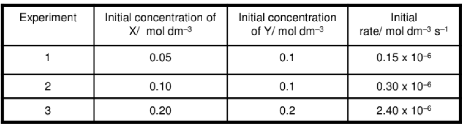 Experiment Initial concentration of Initial concentration Initial
X/ mol dm⁻³ of Y/ mol dm⁻³ rate/ mol dm⁻³ s⁻¹
1 0.05 0.1 0.15 x 10⁻⁶
2 0.10 0.1 0.30 x 10⁻⁶
3 0.20 0.2 2.40 x 10⁻⁶